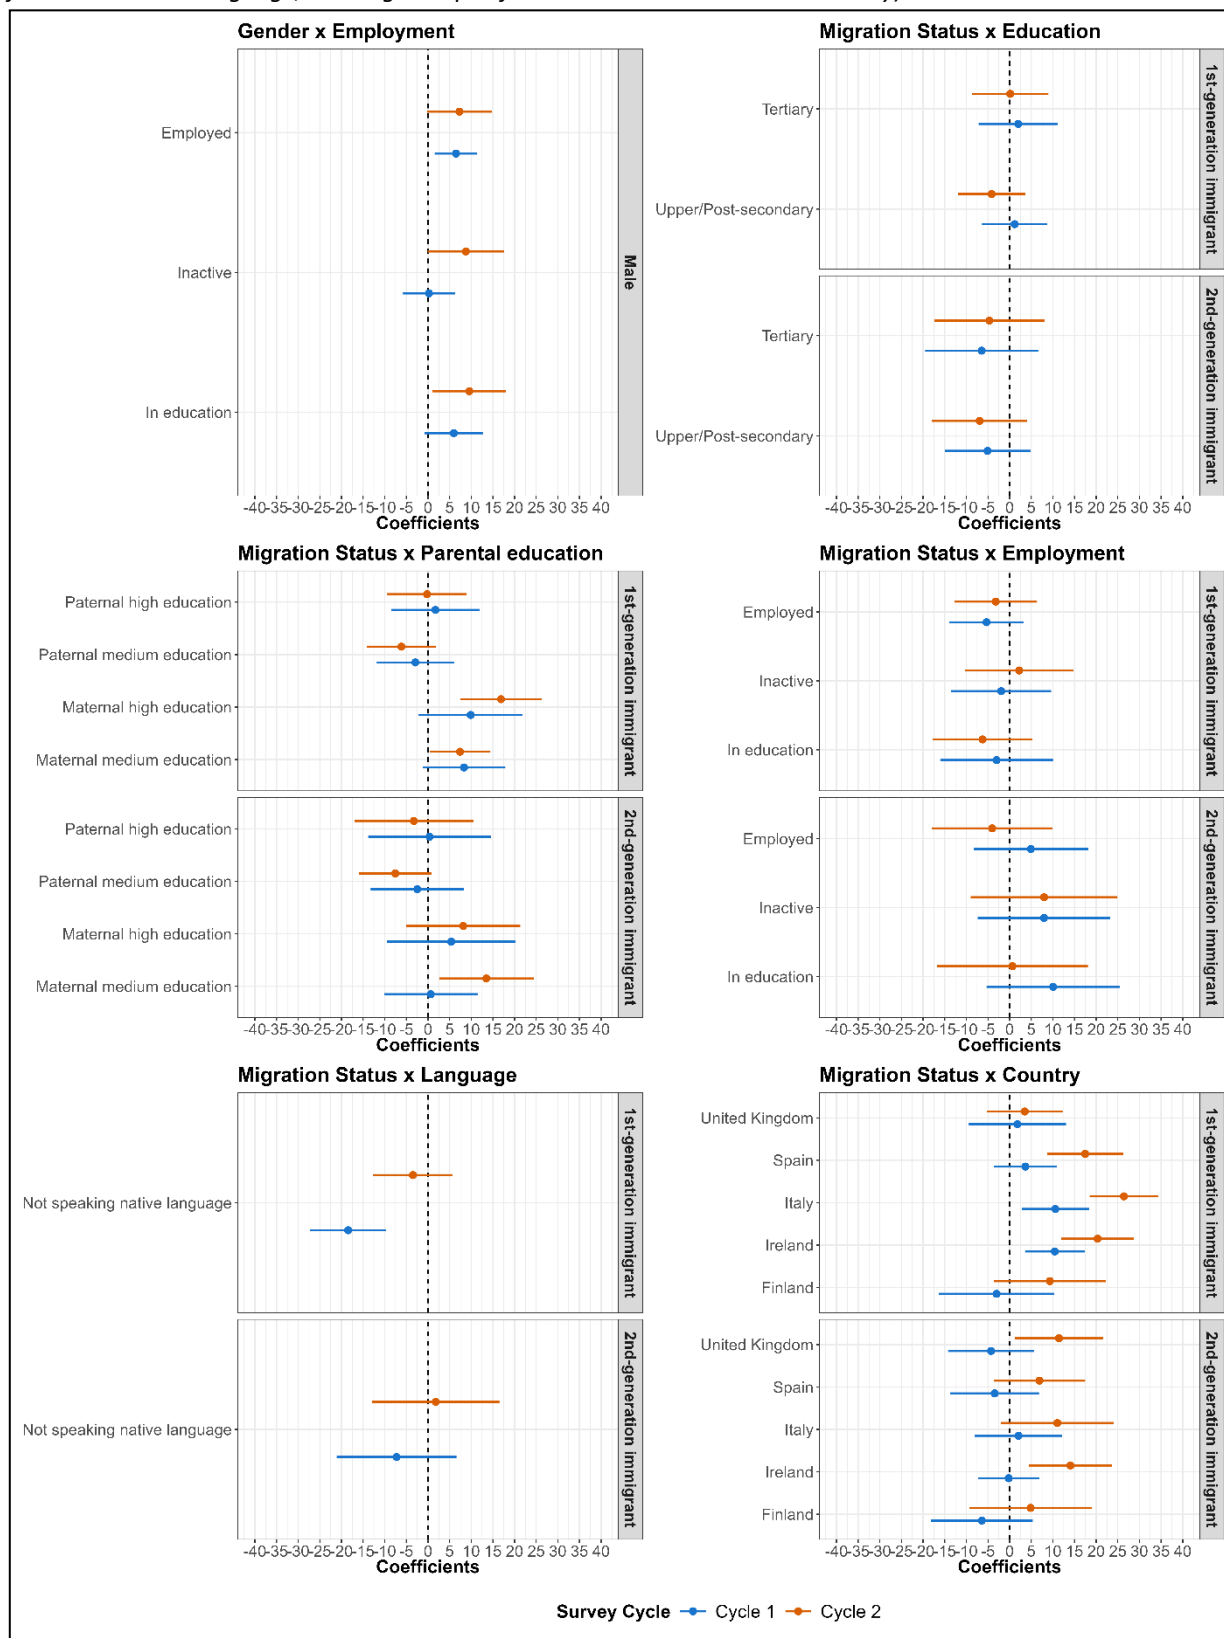 Gender x Employment
Employed
Inactive
In education
Male
-40-35-30-25-20-15-10 -5 0 5 10 15 20 25 30 35 40
Coefficients
Migration Status x Education
Tertiary
Upper/Post-secondary
1st-generation immigrant
Tertiary
Upper/Post-secondary
2nd-generation immigrant
-40-35-30-25-20-15-10 -5 0 5 10 15 20 25 30 35 40
Coefficients
Migration Status x Parental education
Paternal high education
Paternal medium education
Maternal high education
Maternal medium education
1st-generation immigrant
Paternal high education
Paternal medium education
Maternal high education
Maternal medium education
2nd-generation immigrant
-40-35-30-25-20-15-10 -5 0 5 10 15 20 25 30 35 40
Coefficients
Migration Status x Employment
Employed
Inactive
In education
1st-generation immigrant
Employed
Inactive
In education
2nd-generation immigrant
-40-35-30-25-20-15-10 -5 0 5 10 15 20 25 30 35 40
Coefficients
Migration Status x Language
Not speaking native language
1st-generation immigrant
Not speaking native language
2nd-generation immigrant
-40-35-30-25-20-15-10 -5 0 5 10 15 20 25 30 35 40
Coefficients
Migration Status x Country
United Kingdom
Spain
Italy
Ireland
Finland
1st-generation immigrant
United Kingdom
Spain
Italy
Ireland
Finland
2nd-generation immigrant
-40-35-30-25-20-15-10 -5 0 5 10 15 20 25 30 35 40
Coefficients
Survey Cycle Cycle 1 Cycle 2